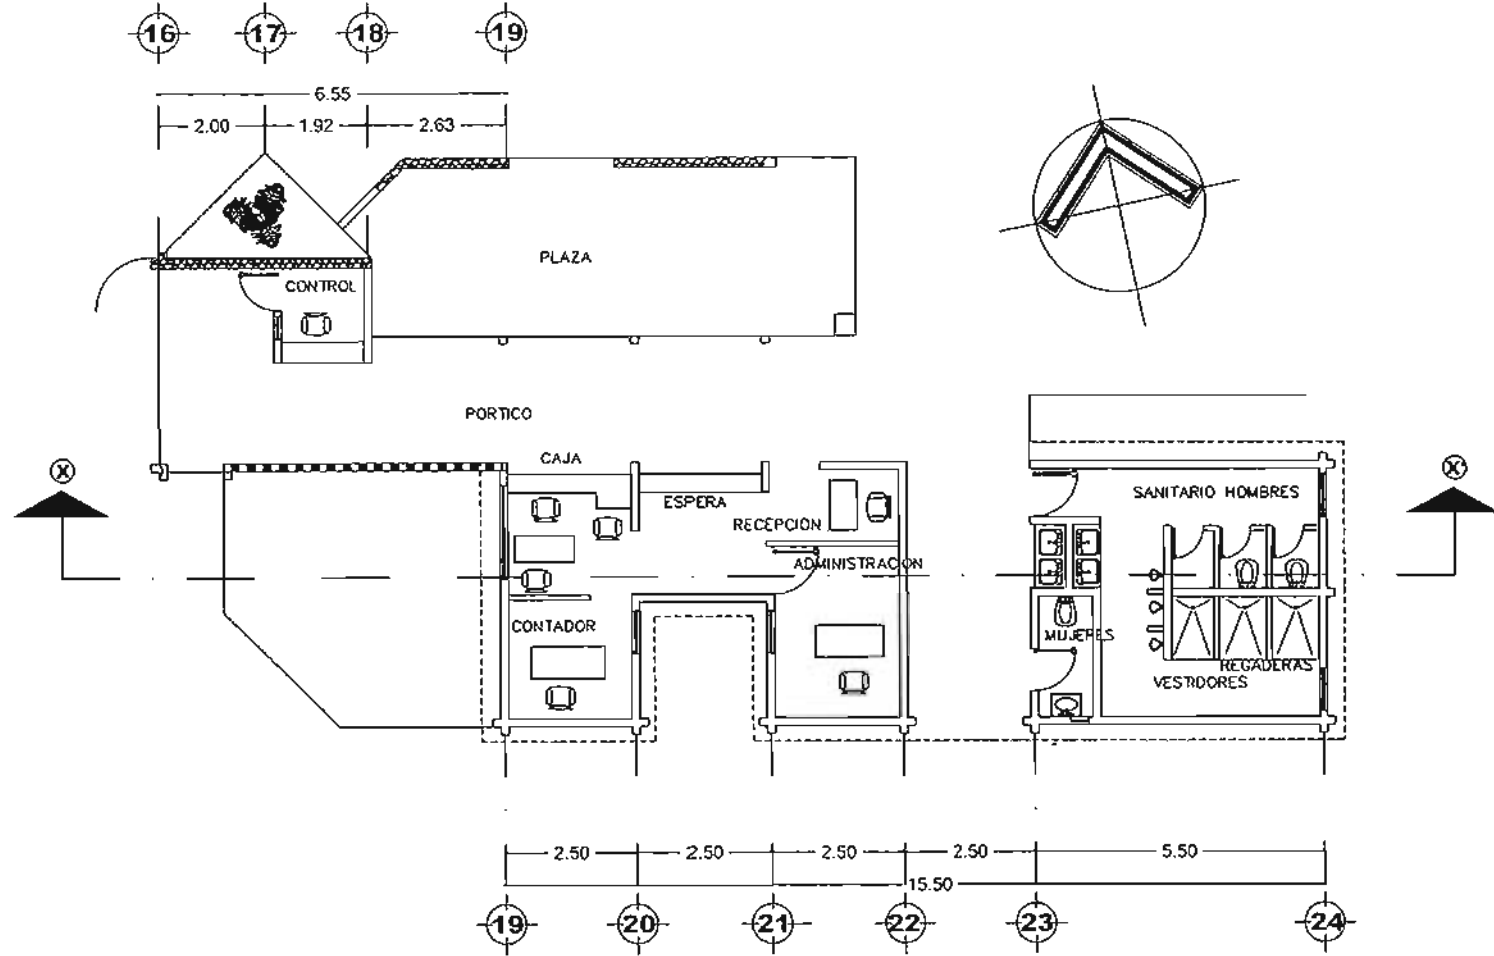 16 17 18 19
6.55
2.00 1.92 2.63
PLAZA
CONTROL
PORTICO
CAJA
X X'
ESPERA
SANITARIO HOMBRES
RECEPCION
ADMINISTRACION
CONTADOR
MUJERES
REGADERAS
VESTIDORES
2.50 2.50 2.50 2.50 5.50
15.50
19 20 21 22 23 24